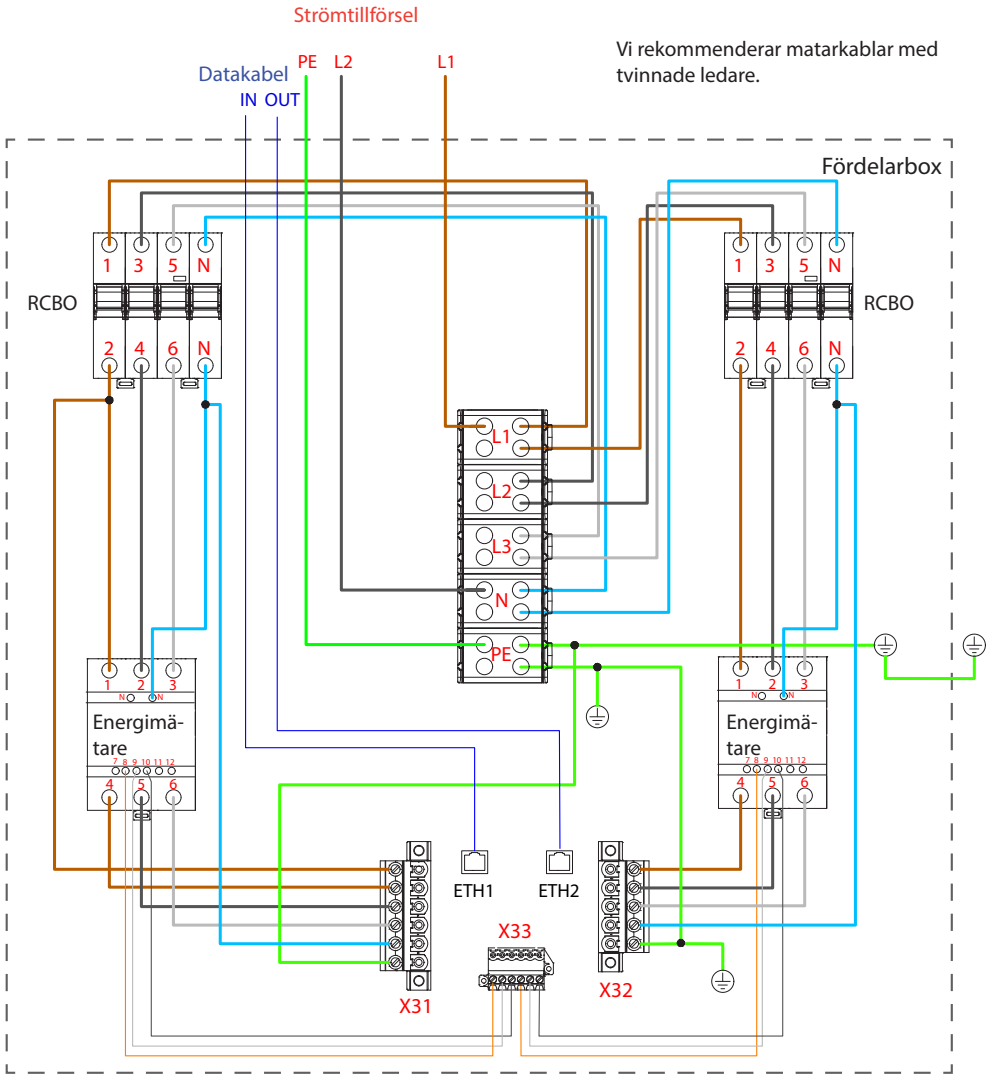 Strömtillförsel
Vi rekommenderar matarkablar med
tvinnade ledare.
PE L2 L1
Datakabel
IN OUT
Fördelarbox
1 3 5 N
1 3 5 N
RCBO
RCBO
2 4 6 N
2 4 6 N
L1
L2
L3
N
PE
1 2 3
N N
Energimä-
tare
7 8 9 10 11 12
4 5 6
1 2 3
N N
Energimä-
tare
7 8 9 10 11 12
4 5 6
ETH1 ETH2
X33
X31
X32